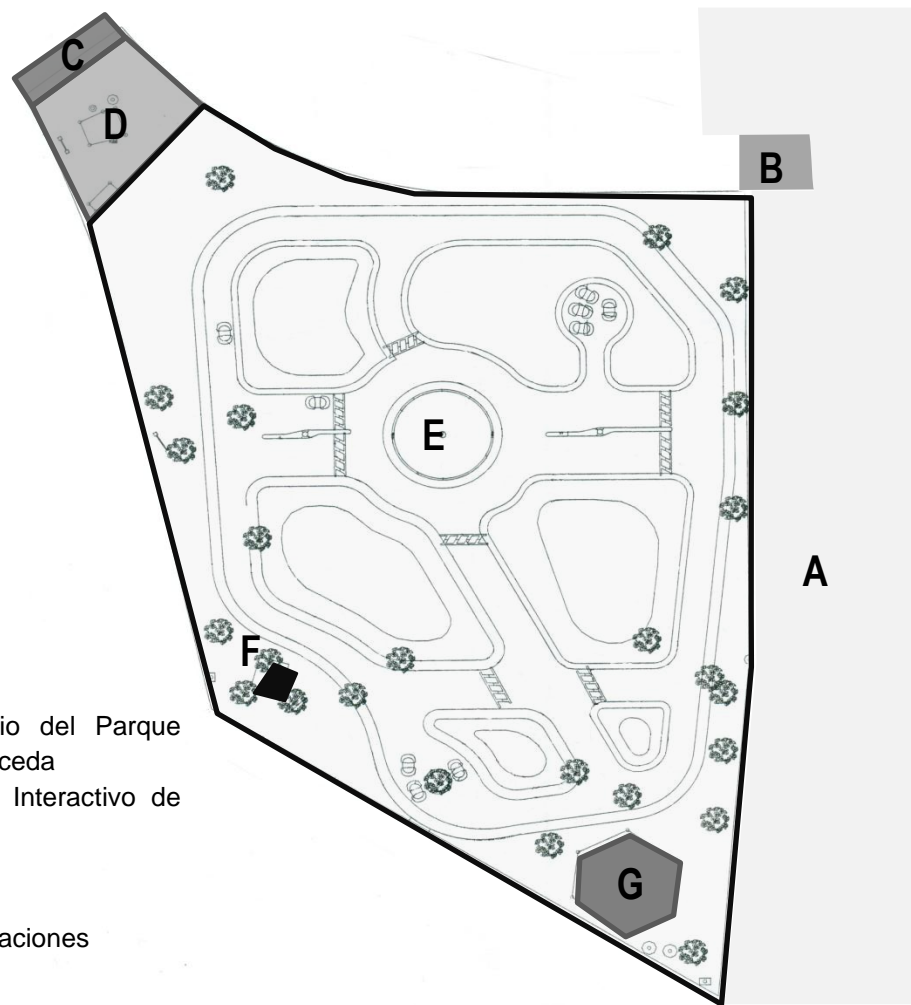 C
D
B
E
A
F
io del Parque
ceda
Interactivo de
G
aciones